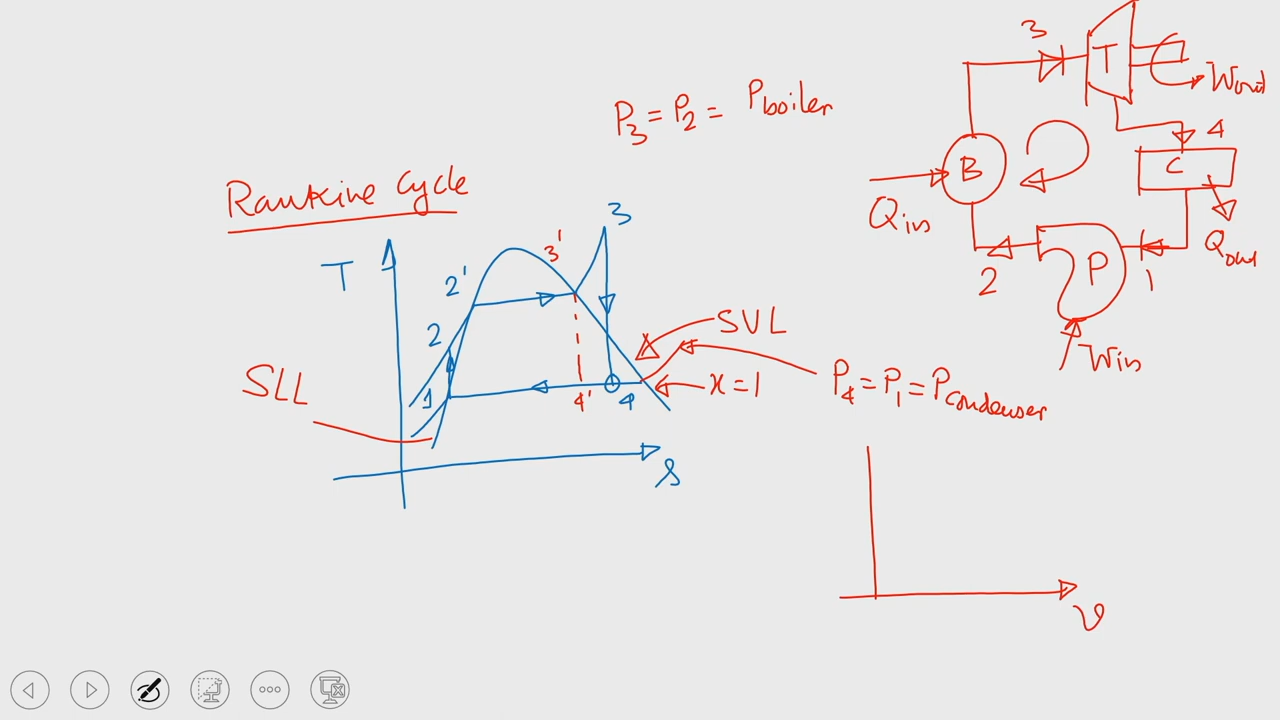 Rankine Cycle
P3 = P2 = Pboiler
T
2'
3'
3
2
1
4'
4
SLL
SVL
x=1
P4 = P1 = Pcondenser
s
3
T
Wout
4
B
C
Qin
Qout
2
P
1
Win
v